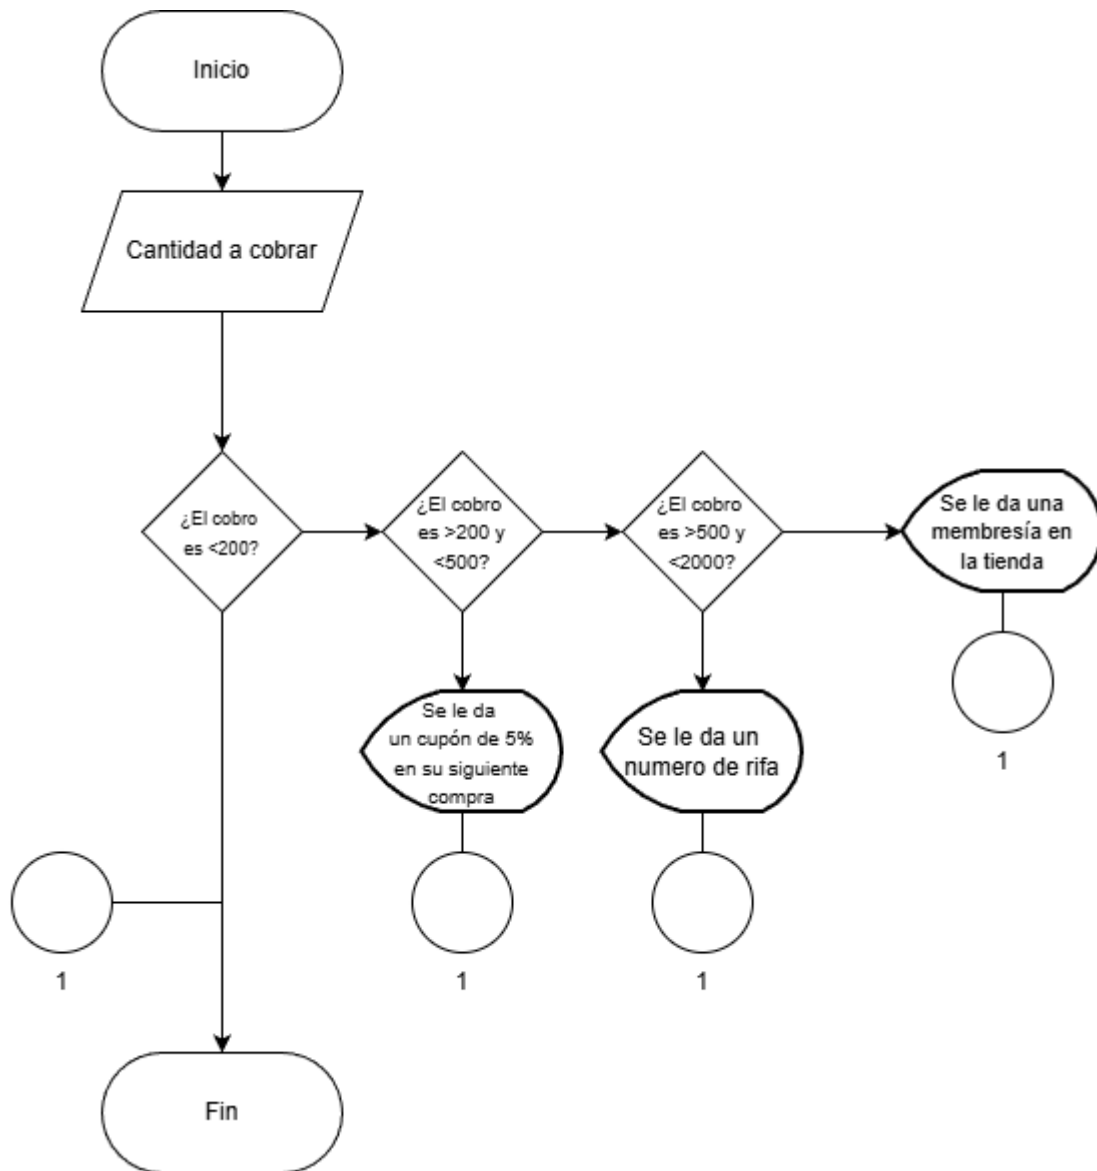 Inicio
Cantidad a cobrar
¿El cobro
es <200?
¿El cobro
es >200 y
<500?
¿El cobro
es >500 y
<2000?
Se le da una
membresía en
la tienda
1
Se le da
un cupón de 5%
en su siguiente
compra
Se le da un
numero de rifa
1
1
1
Fin